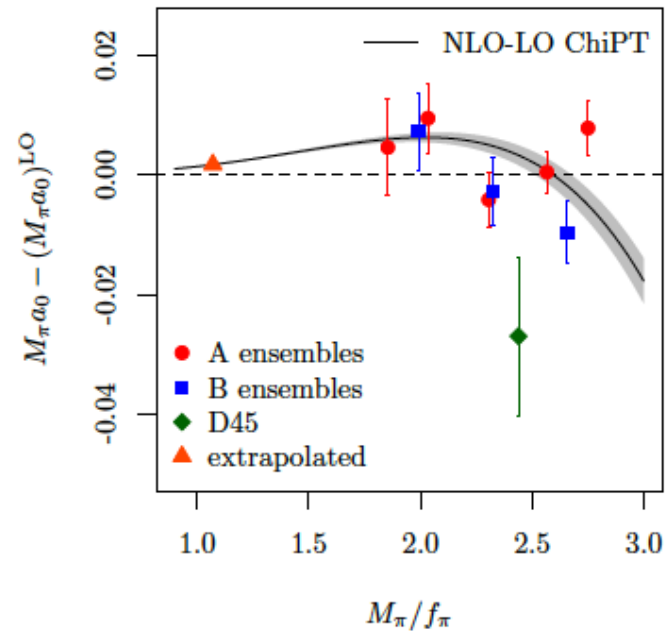 NLO-LO ChiPT
0.02
0.00
-0.02
-0.04
M_π a_0 − (M_π a_0)^LO
A ensembles
B ensembles
D45
extrapolated
1.0 1.5 2.0 2.5 3.0
M_π/f_π